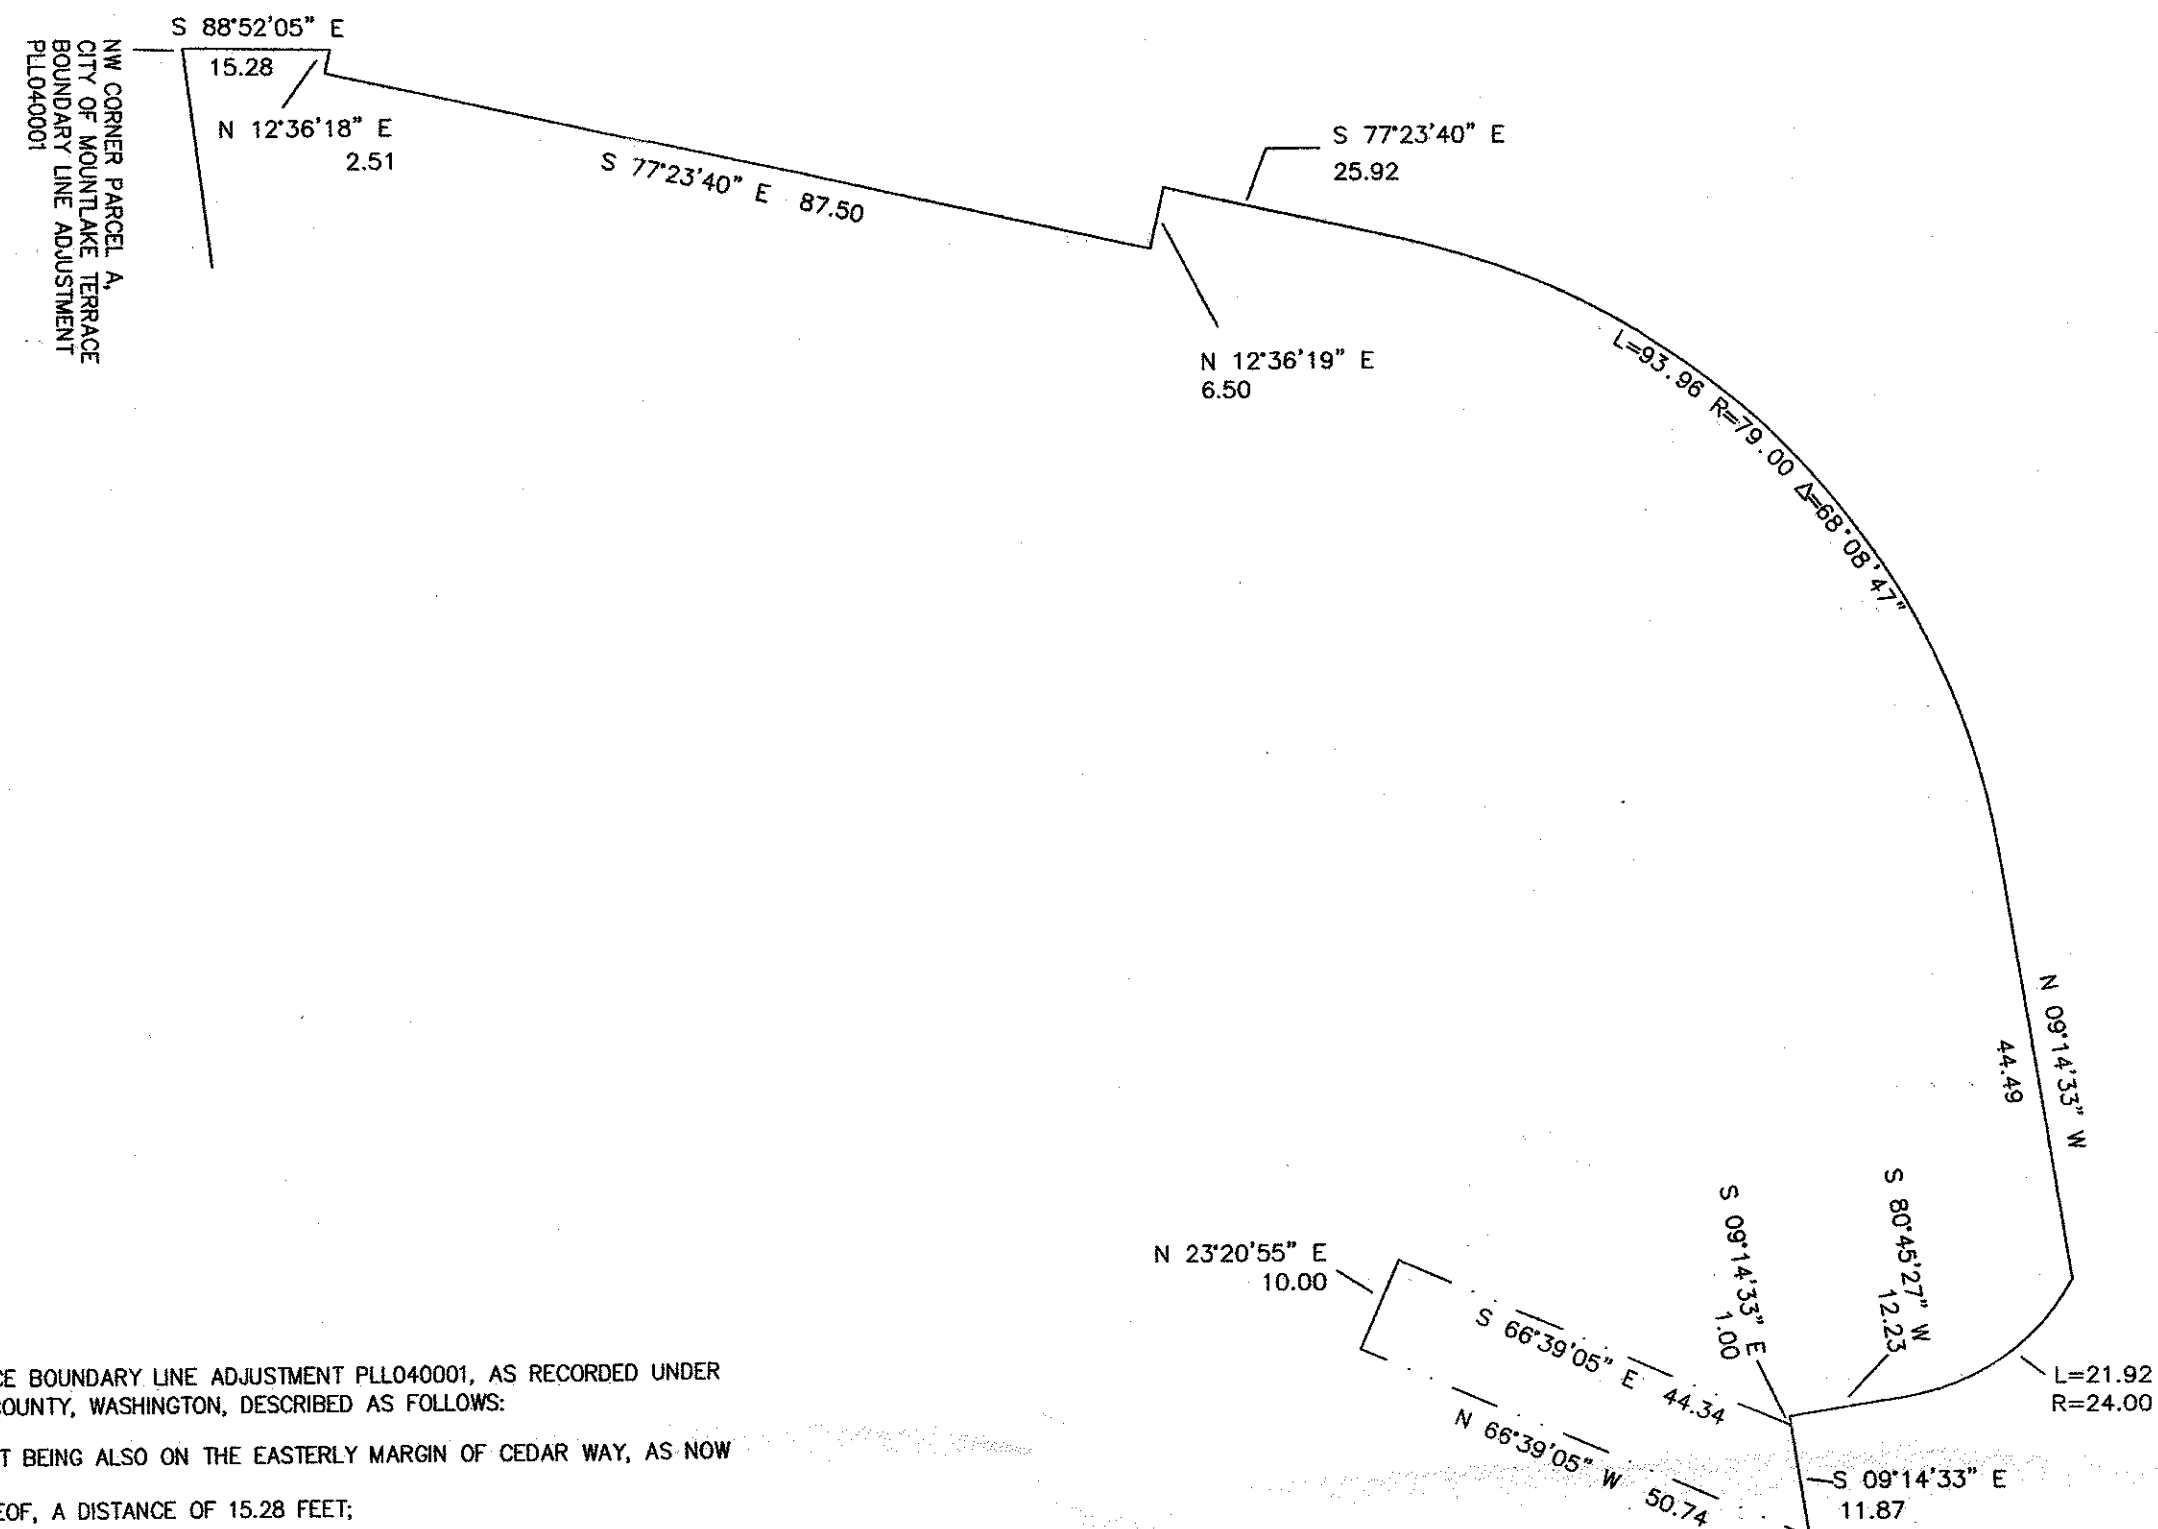 S 88°52'05" E
15.28
NW CORNER PARCEL A,
CITY OF MOUNTLAKE TERRACE
BOUNDARY LINE ADJUSTMENT
PLL040001
N 12°36'18" E
2.51
S 77°23'40" E 87.50
S 77°23'40" E
25.92
N 12°36'19" E
6.50
L=93.96 R=79.00 Δ=68°08'47"
N 09°14'33" W
44.49
S 80°45'27" W
12.23
S 09°14'33" E
1.00
N 23°20'55" E
10.00
S 66°39'05" E 44.34
N 66°39'05" W 50.74
L=21.92
R=24.00
S 09°14'33" E
11.87
CE BOUNDARY LINE ADJUSTMENT PLL040001, AS RECORDED UNDER
OUNTY, WASHINGTON, DESCRIBED AS FOLLOWS:
T BEING ALSO ON THE EASTERLY MARGIN OF CEDAR WAY, AS NOW
EOF, A DISTANCE OF 15.28 FEET;